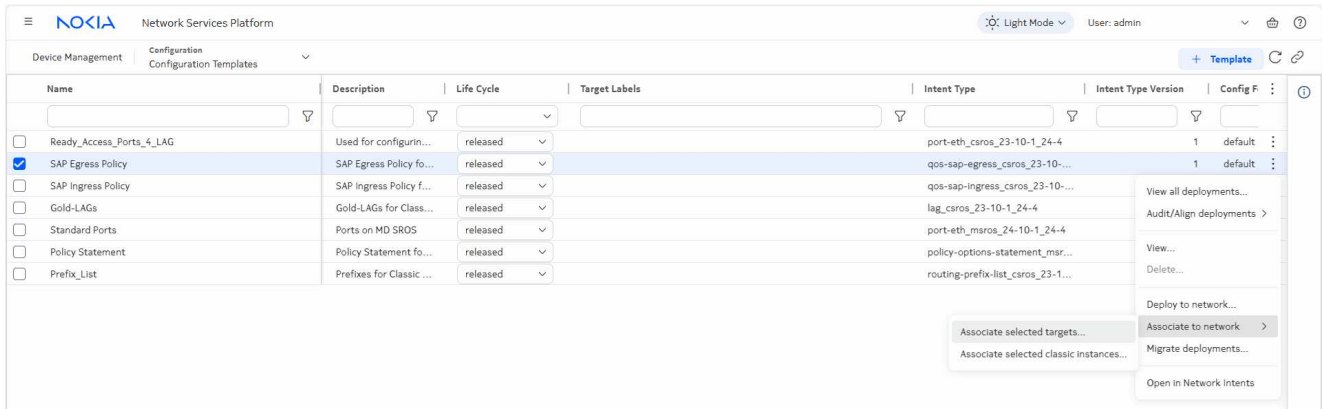 NOKIA Network Services Platform Light Mode User: admin
Device Management Configuration
Configuration Templates + Template
Name Description Life Cycle Target Labels Intent Type Intent Type Version Config F
Ready_Access_Ports_4_LAG Used for configurin... released port-eth_csros_23-10-1_24-4 1 default
SAP Egress Policy SAP Egress Policy fo... released qos-sap-egress_csros_23-10-... 1 default
SAP Ingress Policy SAP Ingress Policy f... released qos-sap-ingress_csros_23-10-...
Gold-LAGs Gold-LAGs for Class... released lag_csros_23-10-1_24-4
Standard Ports Ports on MD SROS released port-eth_msros_24-10-1_24-4
Policy Statement Policy Statement fo... released policy-options-statement_msr...
Prefix_List Prefixes for Classic ... released routing-prefix-list_csros_23-1...
View all deployments...
Audit/Align deployments
View...
Delete...
Deploy to network...
Associate to network
Migrate deployments...
Open in Network Intents
Associate selected targets...
Associate selected classic instances...